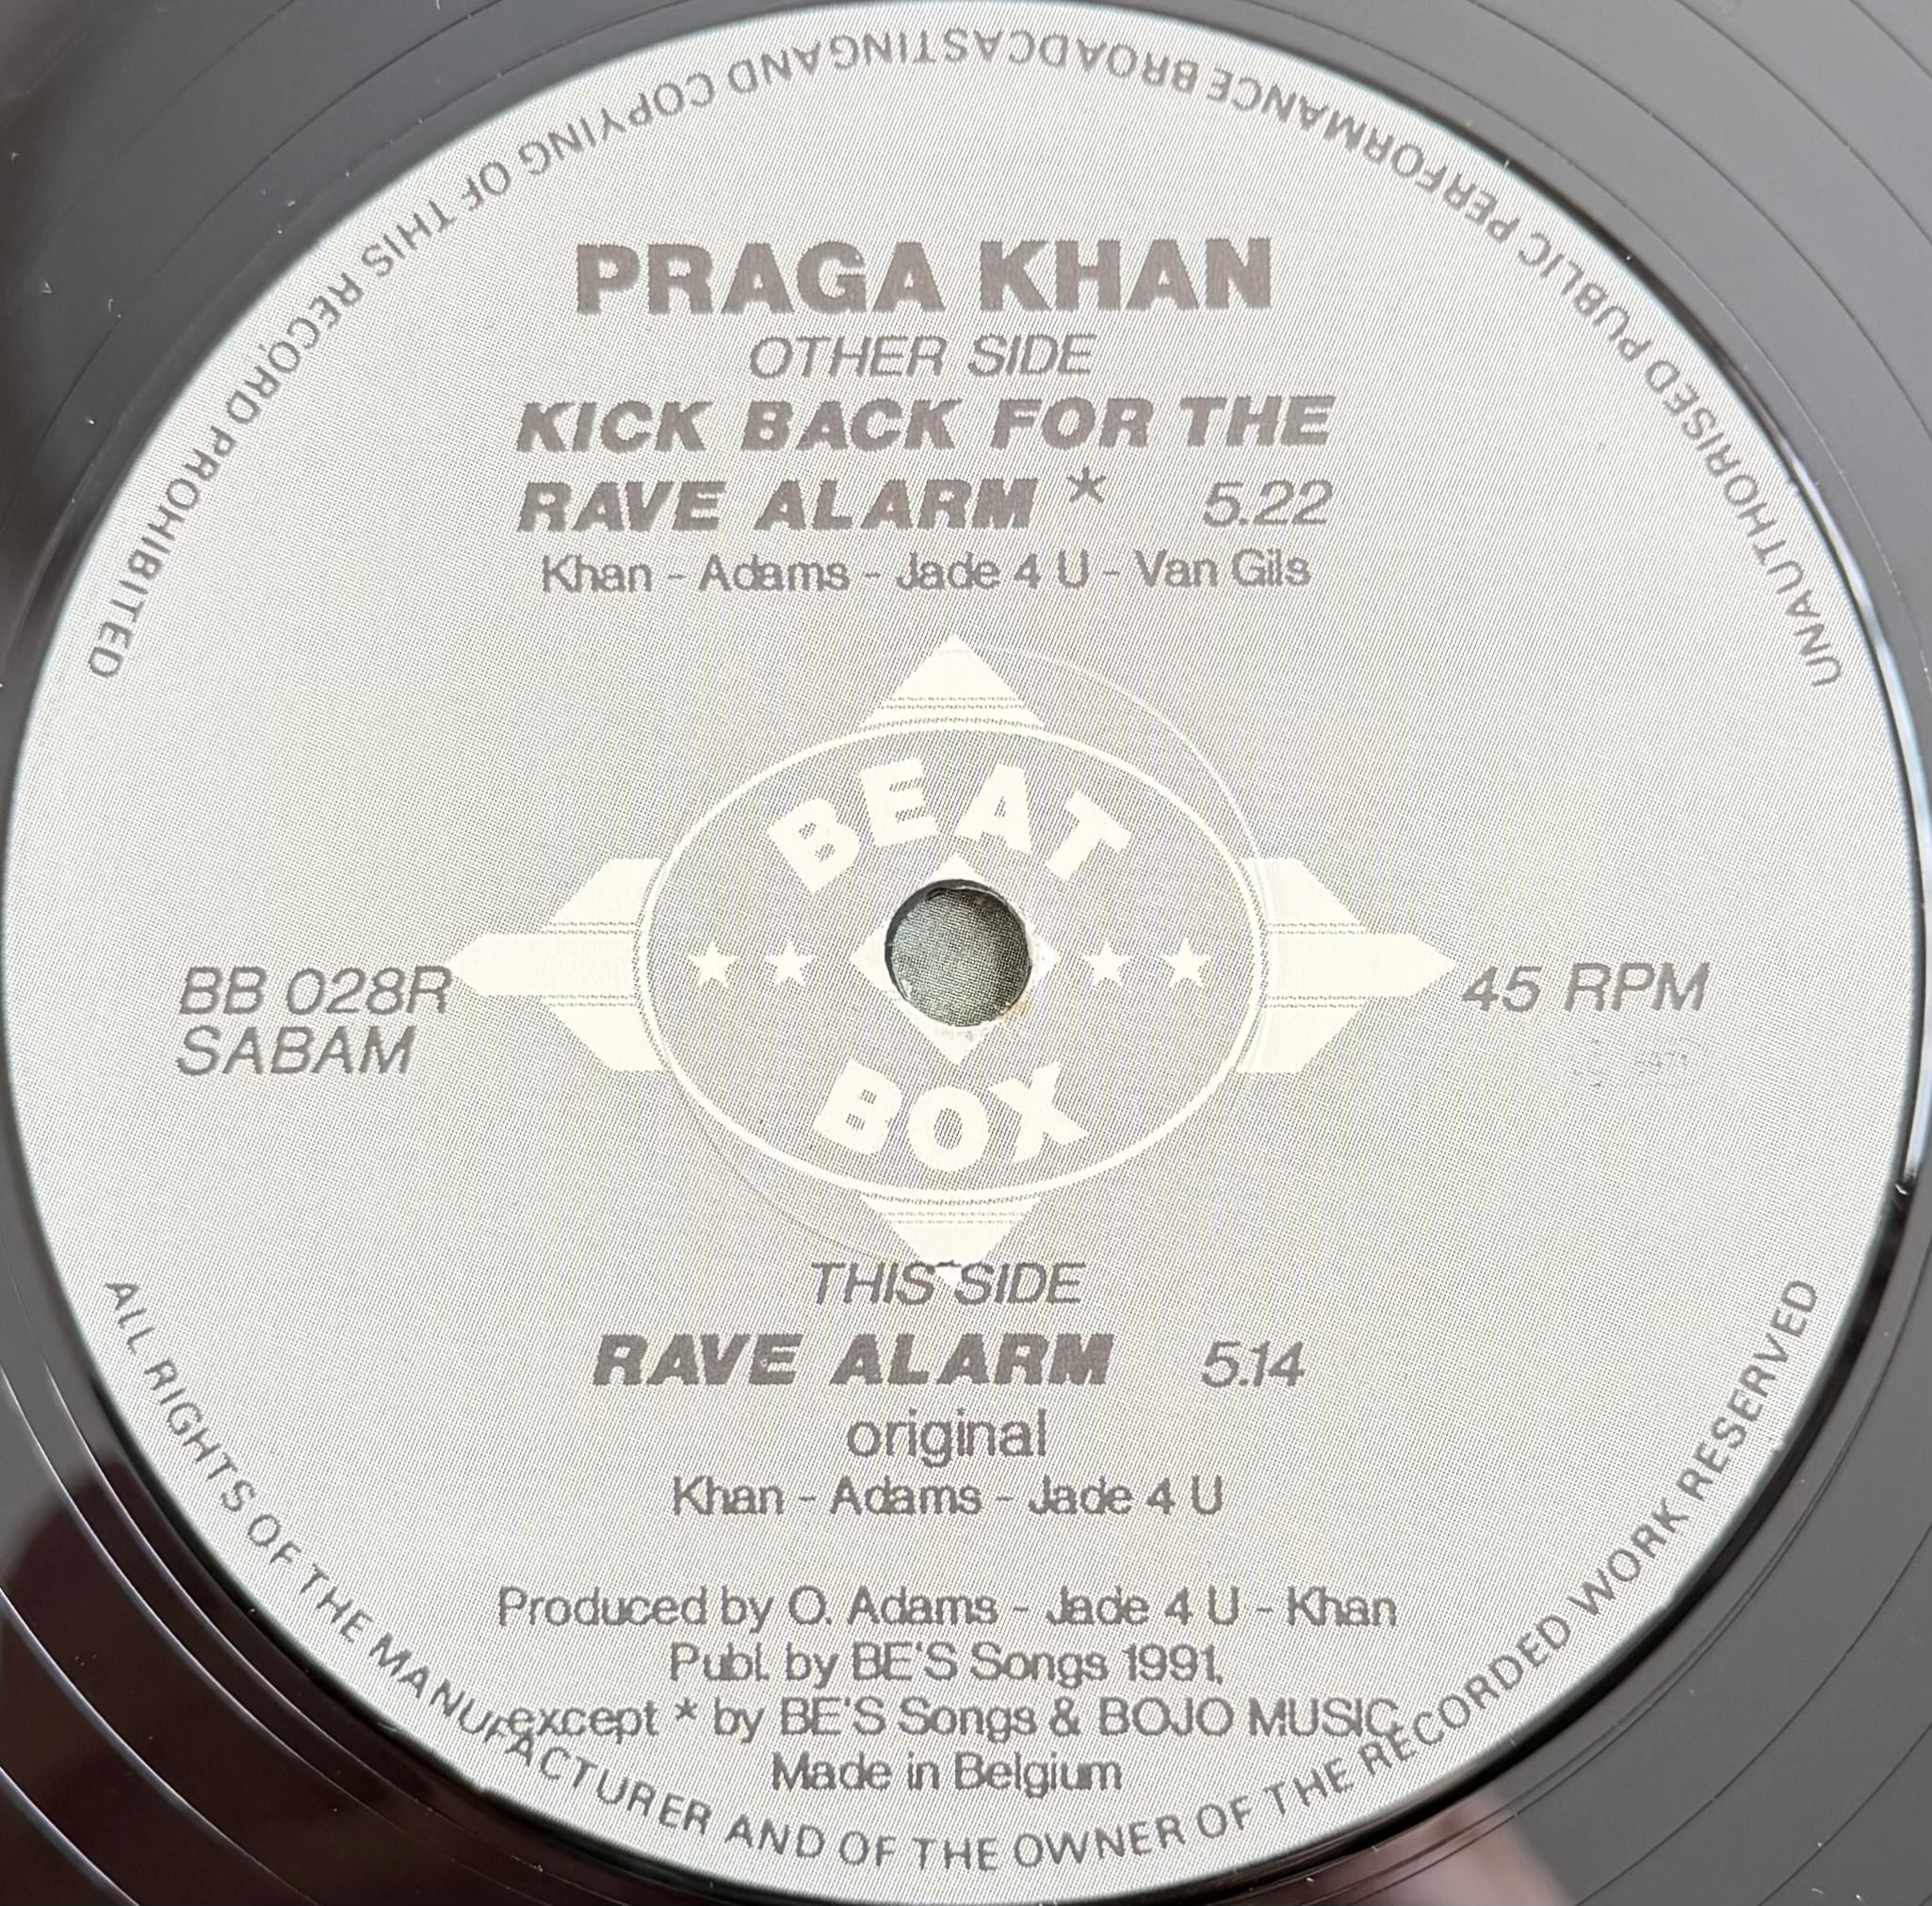 UNAUTHORISED PUBLIC PERFORMANCE BROADCASTINGAND COPYING OF THIS RECORD PROHIBITED
PRAGA KHAN
OTHER SIDE
KICK BACK FOR THE
RAVE ALARM * 5.22
Khan - Adams - Jade 4 U - Van Gils
BEAT
BOX
BB 028R
SABAM
45 RPM
THIS SIDE
RAVE ALARM 5.14
original
Khan - Adams - Jade 4 U
Produced by O. Adams - Jade 4 U - Khan
Publ. by BE'S Songs 1991,
except * by BE'S Songs & BOJO MUSIC
Made in Belgium
ALL RIGHTS OF THE MANUFACTURER AND OF THE OWNER OF THE RECORDED WORK RESERVED